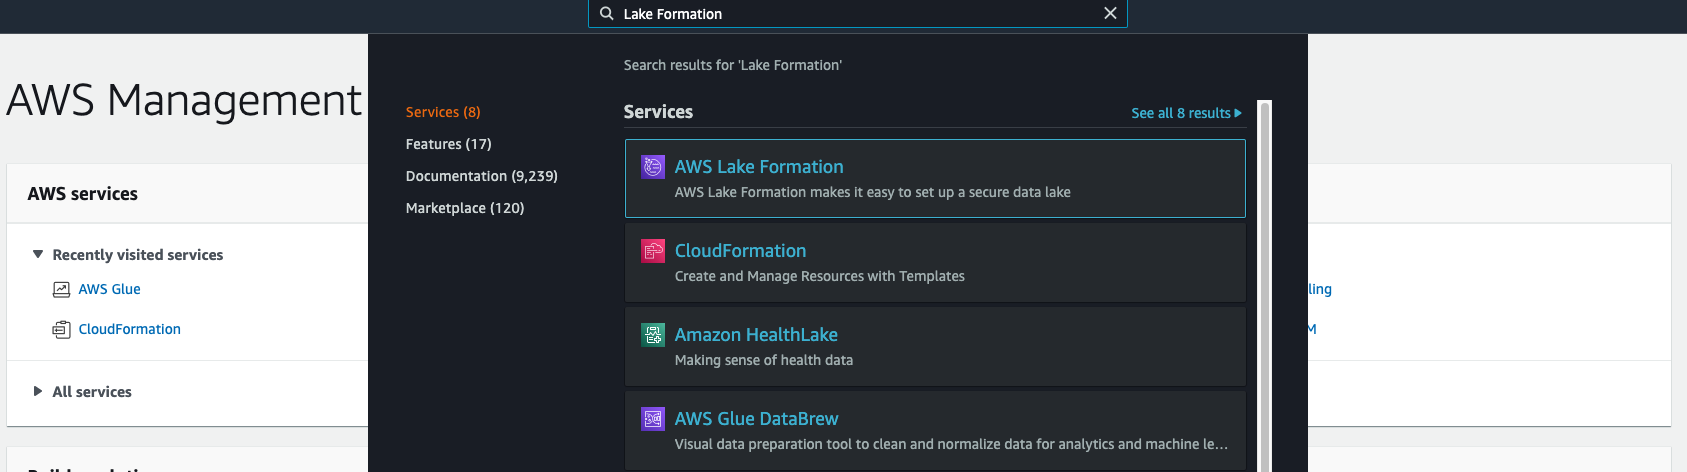 Lake Formation
AWS Management
Search results for 'Lake Formation'
Services (8)
Features (17)
Documentation (9,239)
Marketplace (120)
Services
See all 8 results
AWS Lake Formation
AWS Lake Formation makes it easy to set up a secure data lake
CloudFormation
Create and Manage Resources with Templates
Amazon HealthLake
Making sense of health data
AWS Glue DataBrew
Visual data preparation tool to clean and normalize data for analytics and machine le...
AWS services
Recently visited services
AWS Glue
CloudFormation
All services
ling
M